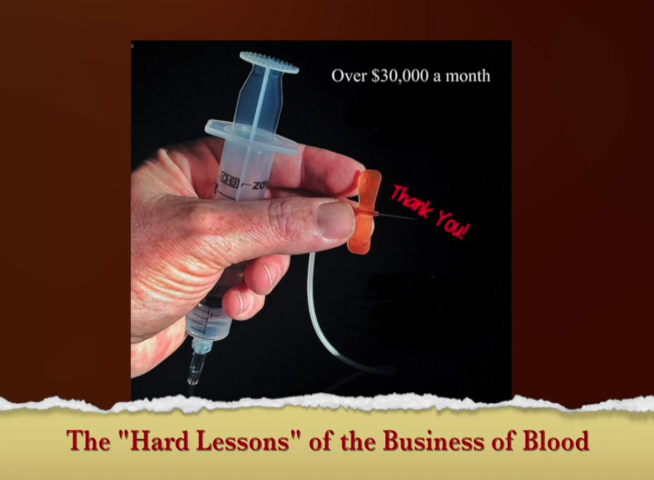 Over $30,000 a month
Thank You!
The "Hard Lessons" of the Business of Blood